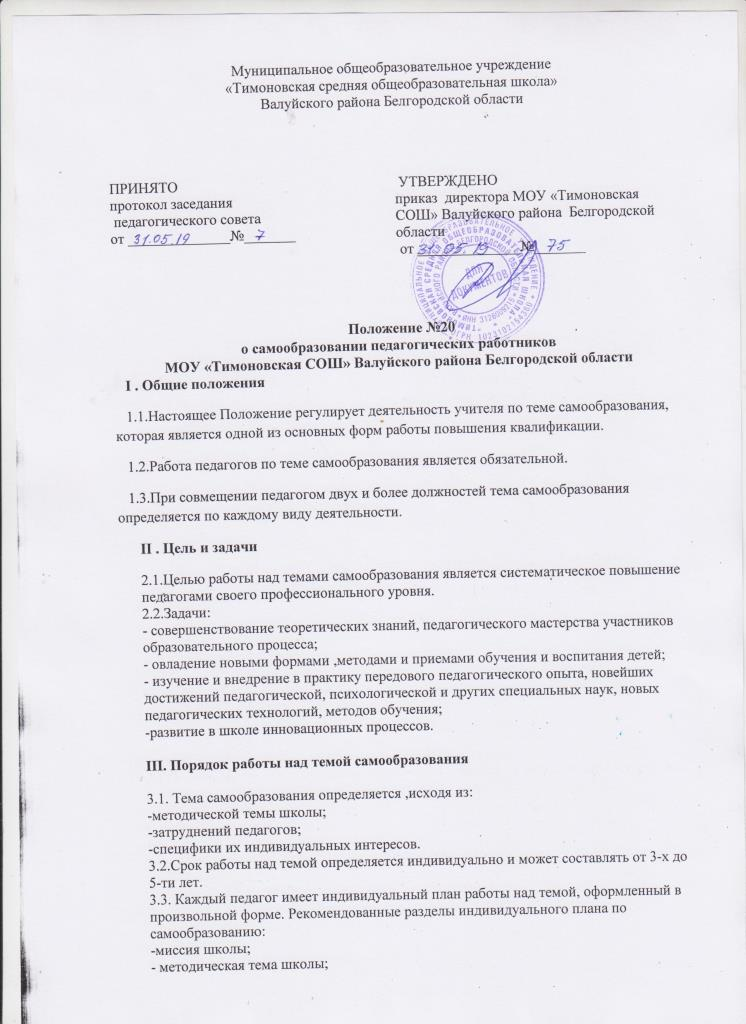 Муниципальное общеобразовательное учреждение
«Тимоновская средняя общеобразовательная школа»
Валуйского района Белгородской области
ПРИНЯТО
протокол заседания
педагогического совета
от 31.05.19 № 7
УТВЕРЖДЕНО
приказ директора МОУ «Тимоновская
СОШ» Валуйского района Белгородской
области
от 31.05.19 № 75
ДЛЯ
ДОКУМЕНТОВ
Положение №20
о самообразовании педагогических работников
МОУ «Тимоновская СОШ» Валуйского района Белгородской области
I . Общие положения
1.1.Настоящее Положение регулирует деятельность учителя по теме самообразования,
которая является одной из основных форм работы повышения квалификации.
1.2.Работа педагогов по теме самообразования является обязательной.
1.3.При совмещении педагогом двух и более должностей тема самообразования
определяется по каждому виду деятельности.
II . Цель и задачи
2.1.Целью работы над темами самообразования является систематическое повышение
педагогами своего профессионального уровня.
2.2.Задачи:
- совершенствование теоретических знаний, педагогического мастерства участников
образовательного процесса;
- овладение новыми формами ,методами и приемами обучения и воспитания детей;
- изучение и внедрение в практику передового педагогического опыта, новейших
достижений педагогической, психологической и других специальных наук, новых
педагогических технологий, методов обучения;
-развитие в школе инновационных процессов.
III. Порядок работы над темой самообразования
3.1. Тема самообразования определяется ,исходя из:
-методической темы школы;
-затруднений педагогов;
-специфики их индивидуальных интересов.
3.2.Срок работы над темой определяется индивидуально и может составлять от 3-х до
5-ти лет.
3.3. Каждый педагог имеет индивидуальный план работы над темой, оформленный в
произвольной форме. Рекомендованные разделы индивидуального плана по
самообразованию:
-миссия школы;
- методическая тема школы;